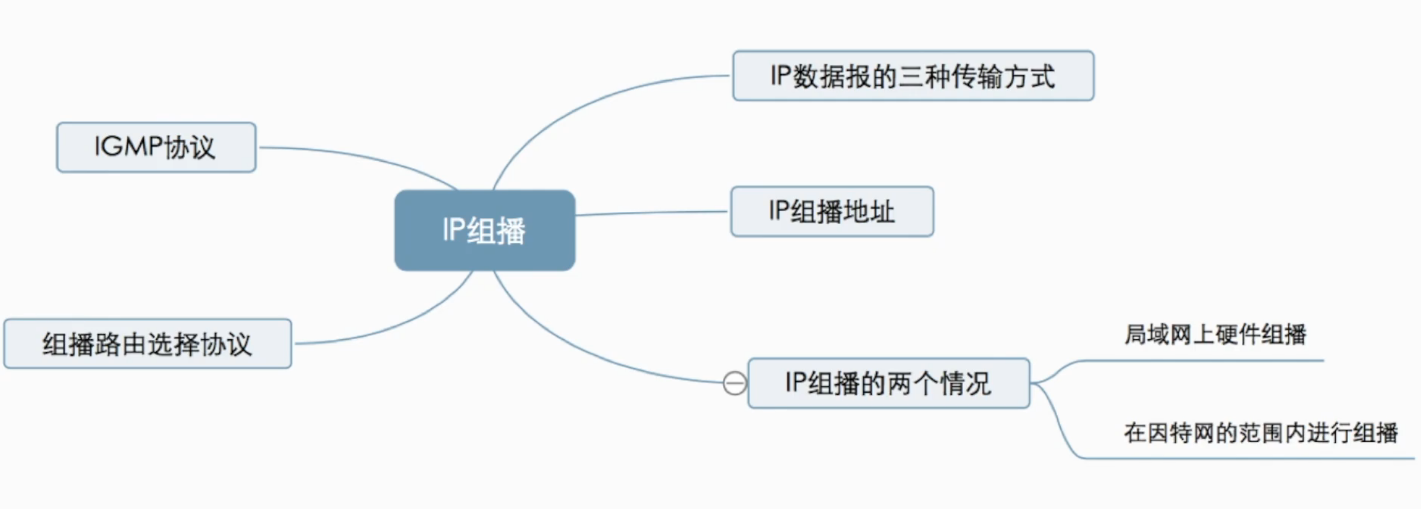 IP数据报的三种传输方式
IGMP协议
IP组播地址
IP组播
组播路由选择协议
局域网上硬件组播
IP组播的两个情况
在因特网的范围内进行组播